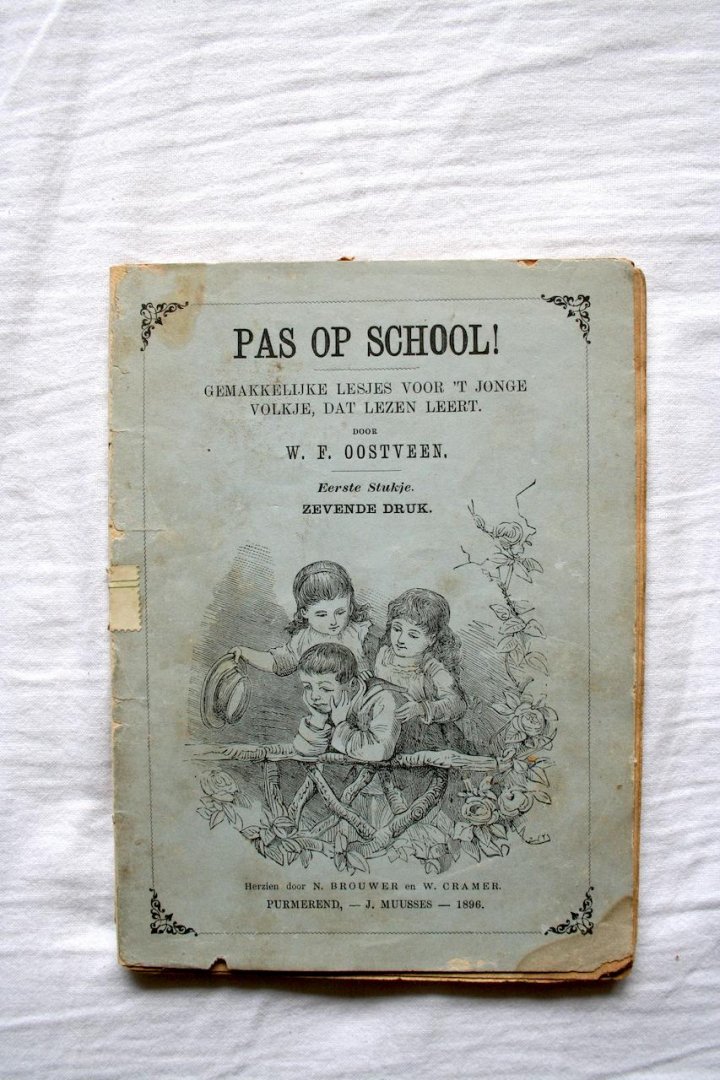 PAS OP SCHOOL!
GEMAKKELIJKE LESJES VOOR 'T JONGE
VOLKJE, DAT LEZEN LEERT.
DOOR
W. F. OOSTVEEN.
Eerste Stukje.
ZEVENDE DRUK.
Herzien door N. BROUWER en W. CRAMER.
PURMEREND, — J. MUUSSES — 1896.